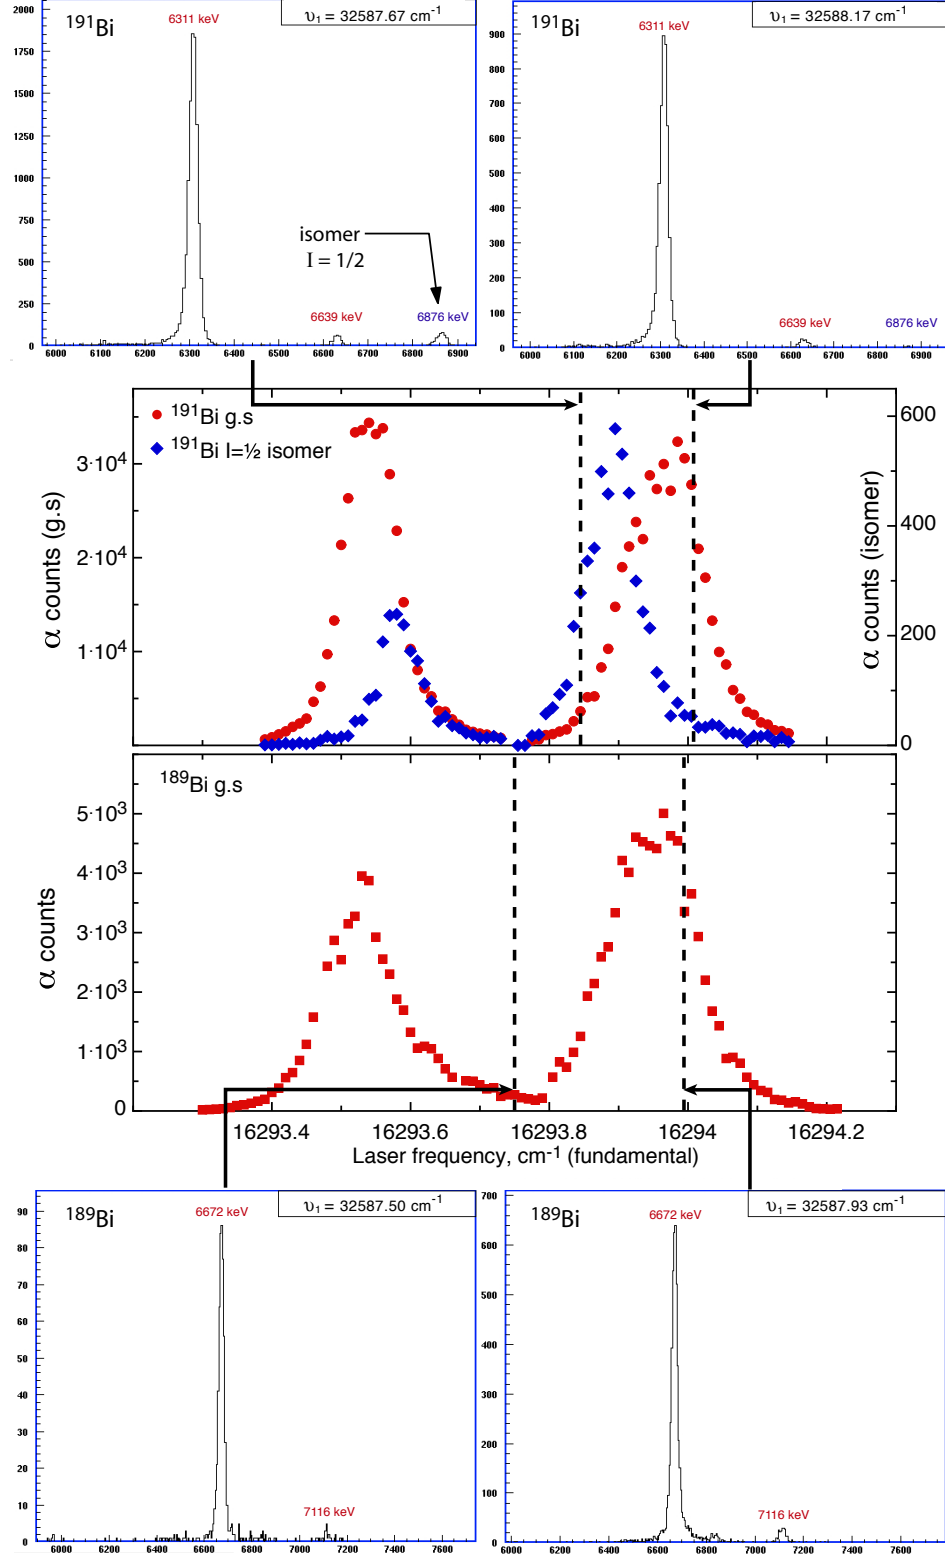 ¹⁹¹Bi
6311 keV
υ₁ = 32587.67 cm⁻¹
2000
1750
1500
1250
1000
750
500
250
0
isomer
I = 1/2
6639 keV
6876 keV
6000 6100 6200 6300 6400 6500 6600 6700 6800 6900
¹⁹¹Bi
6311 keV
υ₁ = 32588.17 cm⁻¹
900
800
700
600
500
400
300
200
100
0
6639 keV
6876 keV
6000 6100 6200 6300 6400 6500 6600 6700 6800 6900
¹⁹¹Bi g.s
¹⁹¹Bi I=½ isomer
α counts (g.s)
3·10⁴
2·10⁴
1·10⁴
α counts (isomer)
600
400
200
0
¹⁸⁹Bi g.s
α counts
5·10³
4·10³
3·10³
2·10³
1·10³
0
16293.4 16293.6 16293.8 16294 16294.2
Laser frequency, cm⁻¹ (fundamental)
¹⁸⁹Bi
6672 keV
υ₁ = 32587.50 cm⁻¹
90
80
70
60
50
40
30
20
10
0
7116 keV
6000 6200 6400 6600 6800 7000 7200 7400 7600
¹⁸⁹Bi
6672 keV
υ₁ = 32587.93 cm⁻¹
700
600
500
400
300
200
100
0
7116 keV
6000 6200 6400 6600 6800 7000 7200 7400 7600